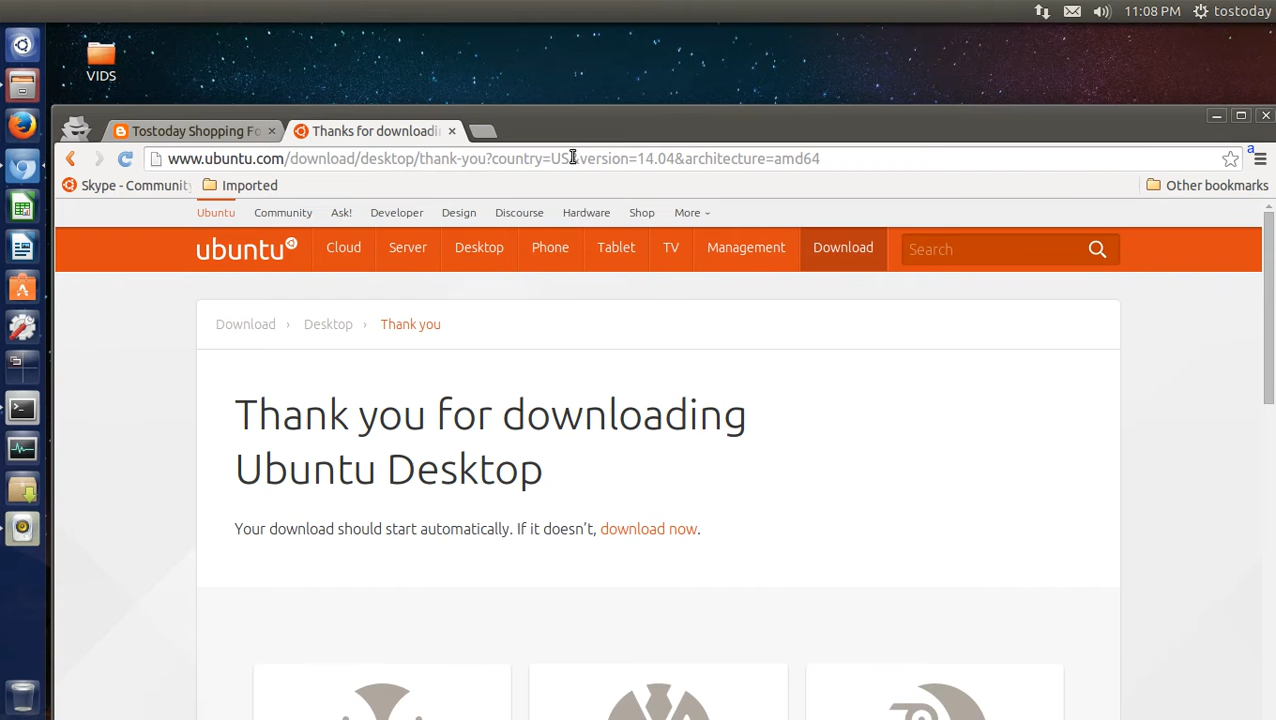 11:08 PM tostoday
VIDS
Tostoday Shopping Fo
Thanks for downloadi
www.ubuntu.com/download/desktop/thank-you?country=US&version=14.04&architecture=amd64
a
Skype - Communit
Imported
Other bookmarks
Ubuntu Community Ask! Developer Design Discourse Hardware Shop More
ubuntu Cloud Server Desktop Phone Tablet TV Management Download Search
Download › Desktop › Thank you
Thank you for downloading
Ubuntu Desktop
Your download should start automatically. If it doesn’t, download now.